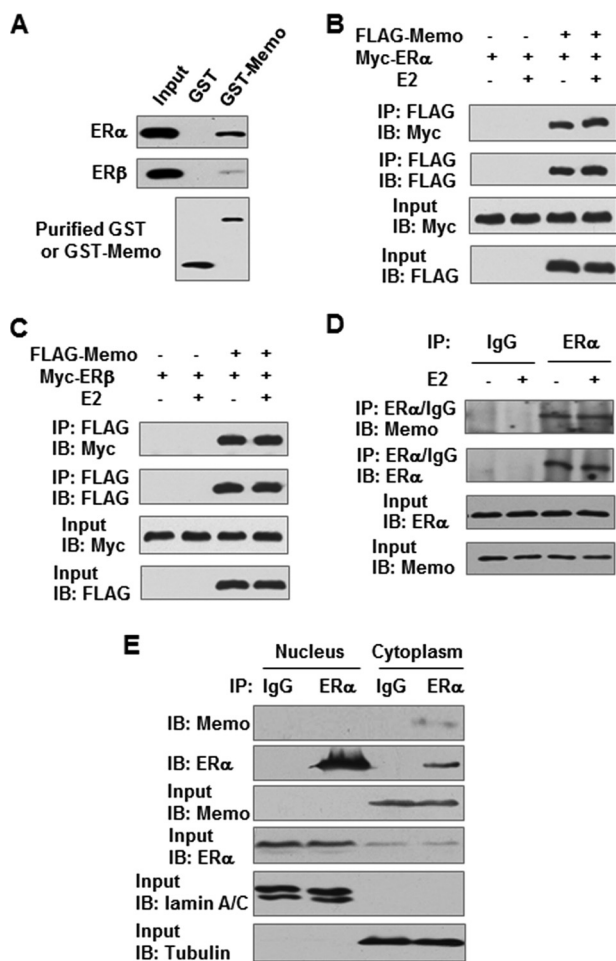 A
Input
GST
GST-Memo
ERα
ERβ
Purified GST
or GST-Memo
B
FLAG-Memo - - + +
Myc-ERα + + + +
E2 - + - +
IP: FLAG
IB: Myc
IP: FLAG
IB: FLAG
Input
IB: Myc
Input
IB: FLAG
C
FLAG-Memo - - + +
Myc-ERβ + + + +
E2 - + - +
IP: FLAG
IB: Myc
IP: FLAG
IB: FLAG
Input
IB: Myc
Input
IB: FLAG
D
IP: IgG ERα
E2 - + - +
IP: ERα/IgG
IB: Memo
IP: ERα/IgG
IB: ERα
Input
IB: ERα
Input
IB: Memo
E
Nucleus Cytoplasm
IP: IgG ERα IgG ERα
IB: Memo
IB: ERα
Input
IB: Memo
Input
IB: ERα
Input
IB: lamin A/C
Input
IB: Tubulin